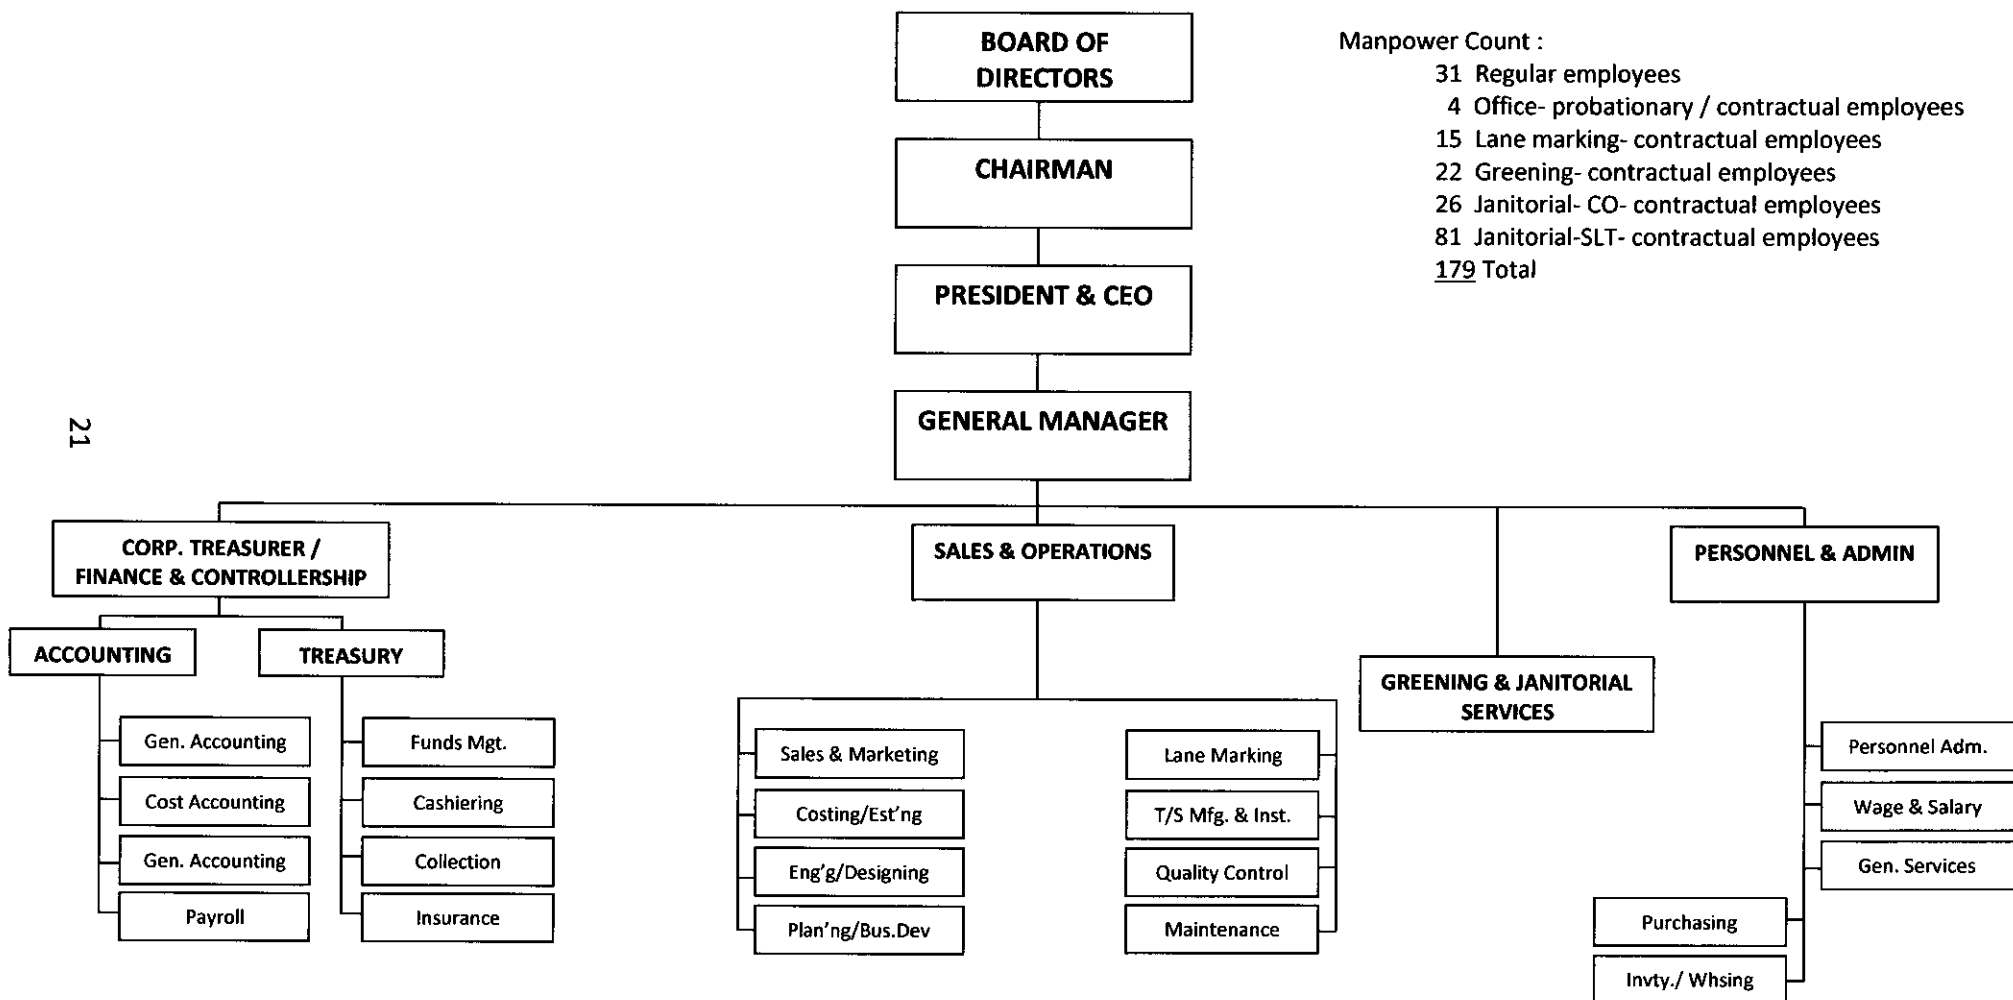 BOARD OF
DIRECTORS
CHAIRMAN
PRESIDENT & CEO
GENERAL MANAGER
Manpower Count :
31 Regular employees
4 Office- probationary / contractual employees
15 Lane marking- contractual employees
22 Greening- contractual employees
26 Janitorial- CO- contractual employees
81 Janitorial-SLT- contractual employees
179 Total
21
CORP. TREASURER /
FINANCE & CONTROLLERSHIP
ACCOUNTING
Gen. Accounting
Cost Accounting
Gen. Accounting
Payroll
TREASURY
Funds Mgt.
Cashiering
Collection
Insurance
SALES & OPERATIONS
Sales & Marketing
Costing/Est'ng
Eng'g/Designing
Plan'ng/Bus.Dev
Lane Marking
T/S Mfg. & Inst.
Quality Control
Maintenance
GREENING & JANITORIAL
SERVICES
PERSONNEL & ADMIN
Personnel Adm.
Wage & Salary
Gen. Services
Purchasing
Invty./ Whsing